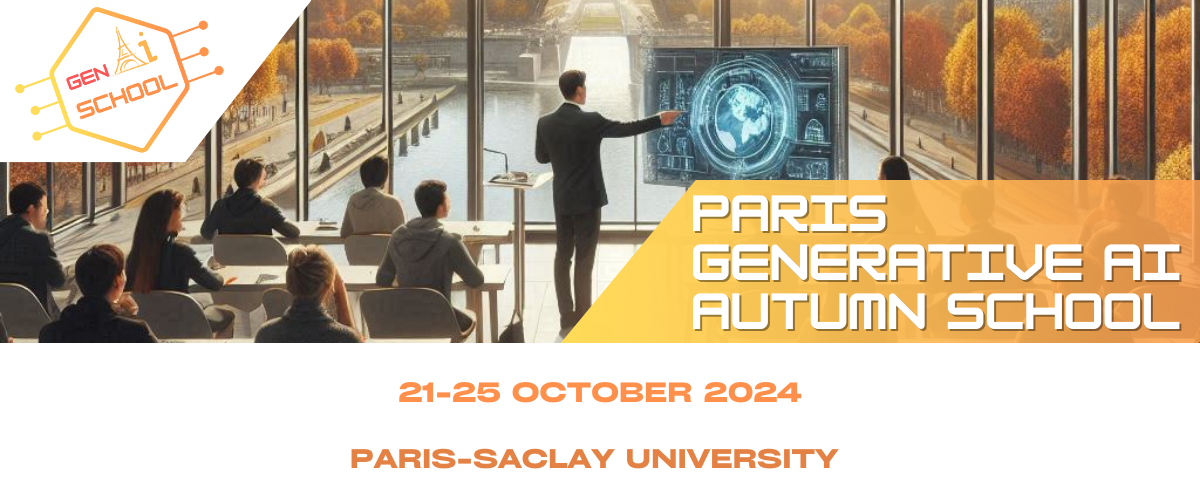 GEN Ai
SCHOOL
PARIS
GENERATIVE AI
AUTUMN SCHOOL
21-25 OCTOBER 2024
PARIS-SACLAY UNIVERSITY